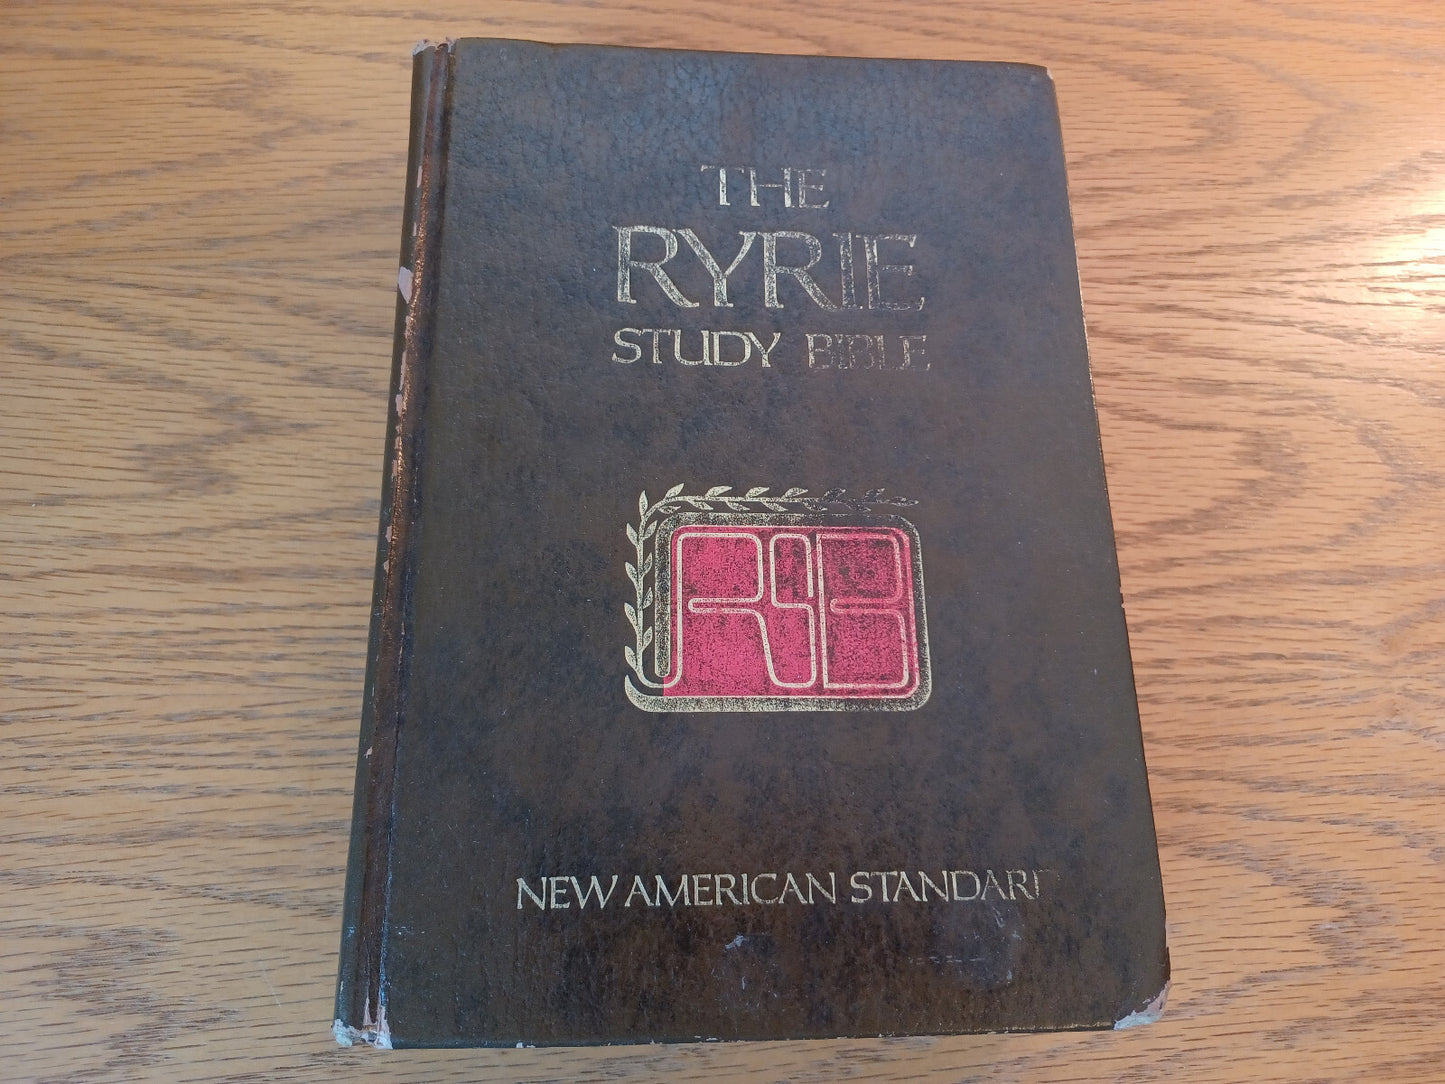 THE
RYRIE
STUDY BIBLE
RSB
NEW AMERICAN STANDARD